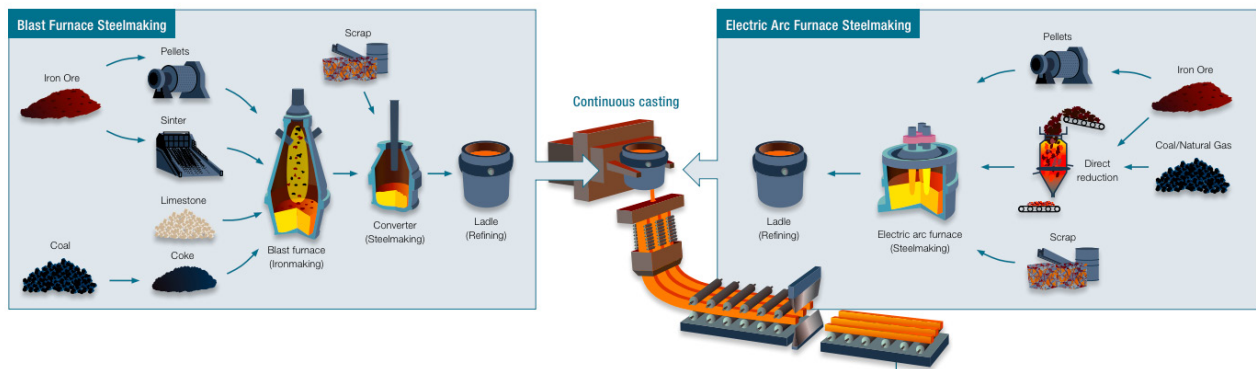 Blast Furnace Steelmaking
Iron Ore
Pellets
Sinter
Limestone
Coal
Coke
Blast furnace
(Ironmaking)
Scrap
Converter
(Steelmaking)
Ladle
(Refining)
Continuous casting
Electric Arc Furnace Steelmaking
Pellets
Iron Ore
Direct
reduction
Coal/Natural Gas
Ladle
(Refining)
Electric arc furnace
(Steelmaking)
Scrap